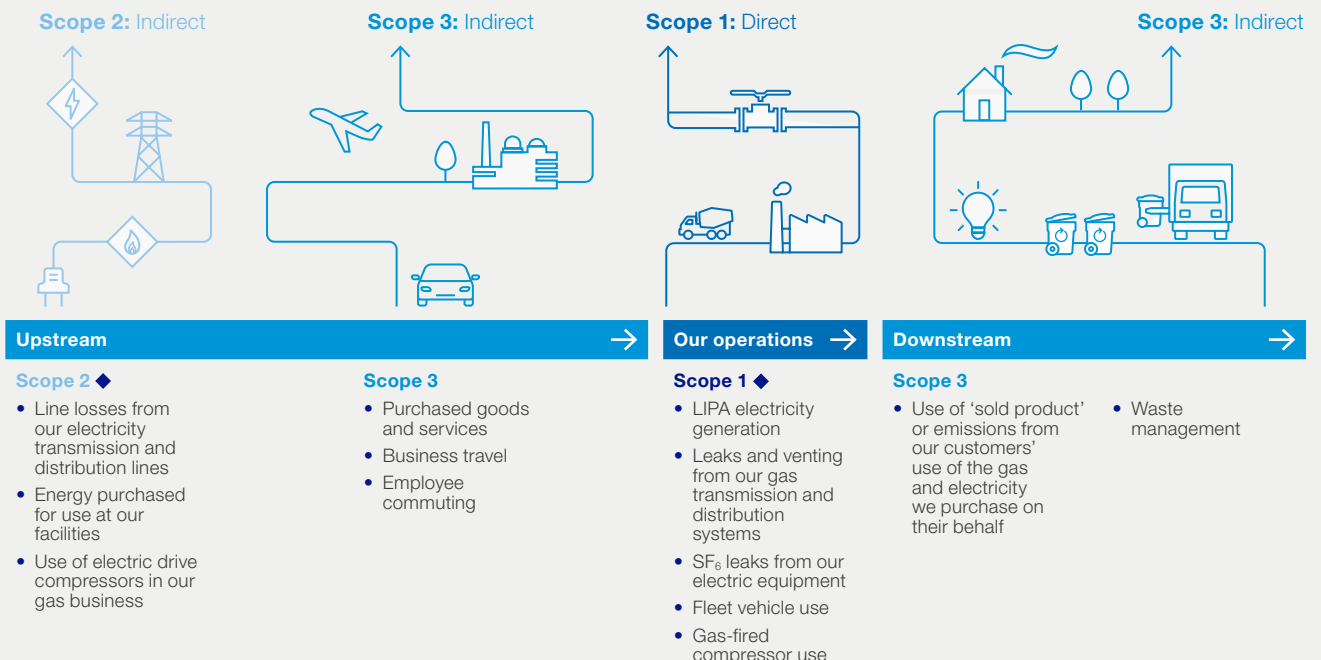 Scope 2: Indirect
Scope 3: Indirect
Scope 1: Direct
Scope 3: Indirect
Upstream
Our operations
Downstream
Scope 2 ◆
• Line losses from
our electricity
transmission and
distribution lines
• Energy purchased
for use at our
facilities
• Use of electric drive
compressors in our
gas business
Scope 3
• Purchased goods
and services
• Business travel
• Employee
commuting
Scope 1 ◆
• LIPA electricity
generation
• Leaks and venting
from our gas
transmission and
distribution
systems
• SF₆ leaks from our
electric equipment
• Fleet vehicle use
• Gas-fired
compressor use
Scope 3
• Use of ‘sold product’
or emissions from
our customers’
use of the gas
and electricity
we purchase on
their behalf
• Waste
management